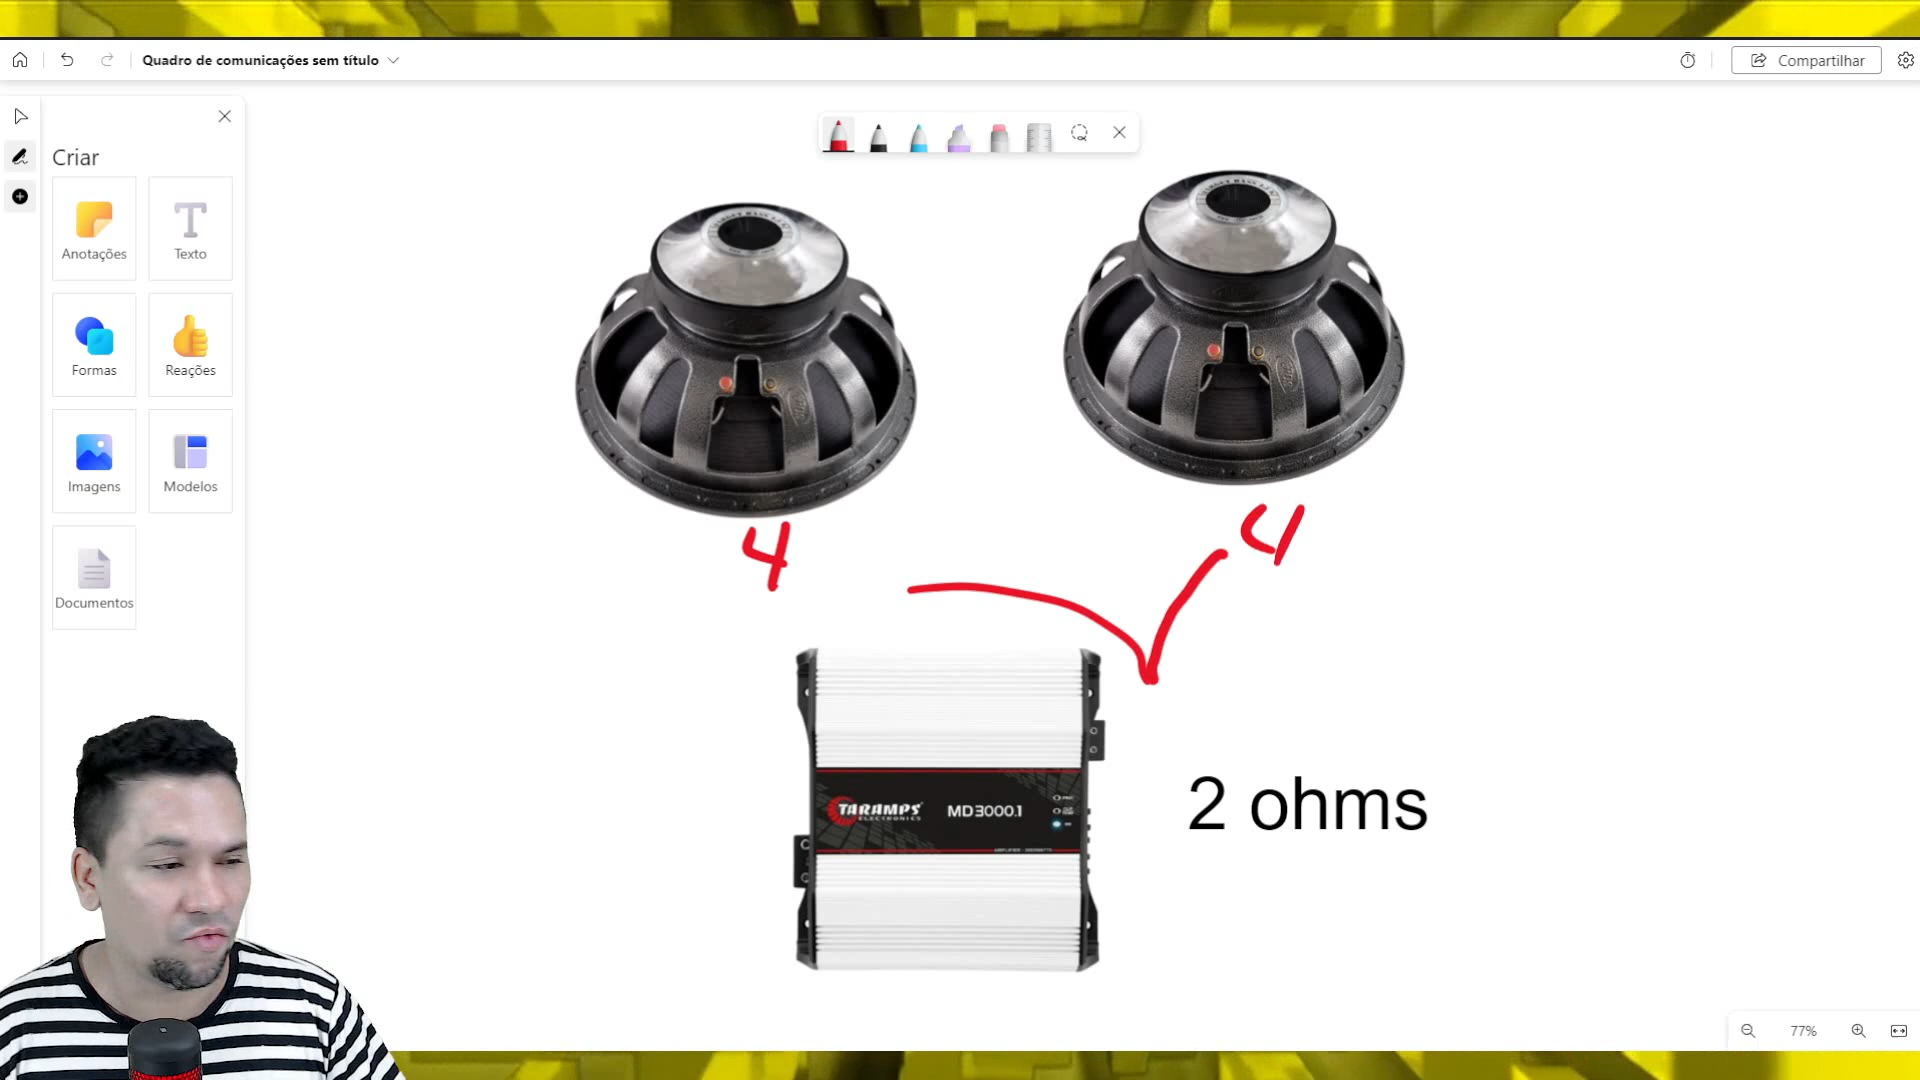 Quadro de comunicações sem título
Compartilhar
Criar
Anotações
Texto
Formas
Reações
Imagens
Modelos
Documentos
4
4
TARAMPS
ELECTRONICS
MD3000.1
2 ohms
77%